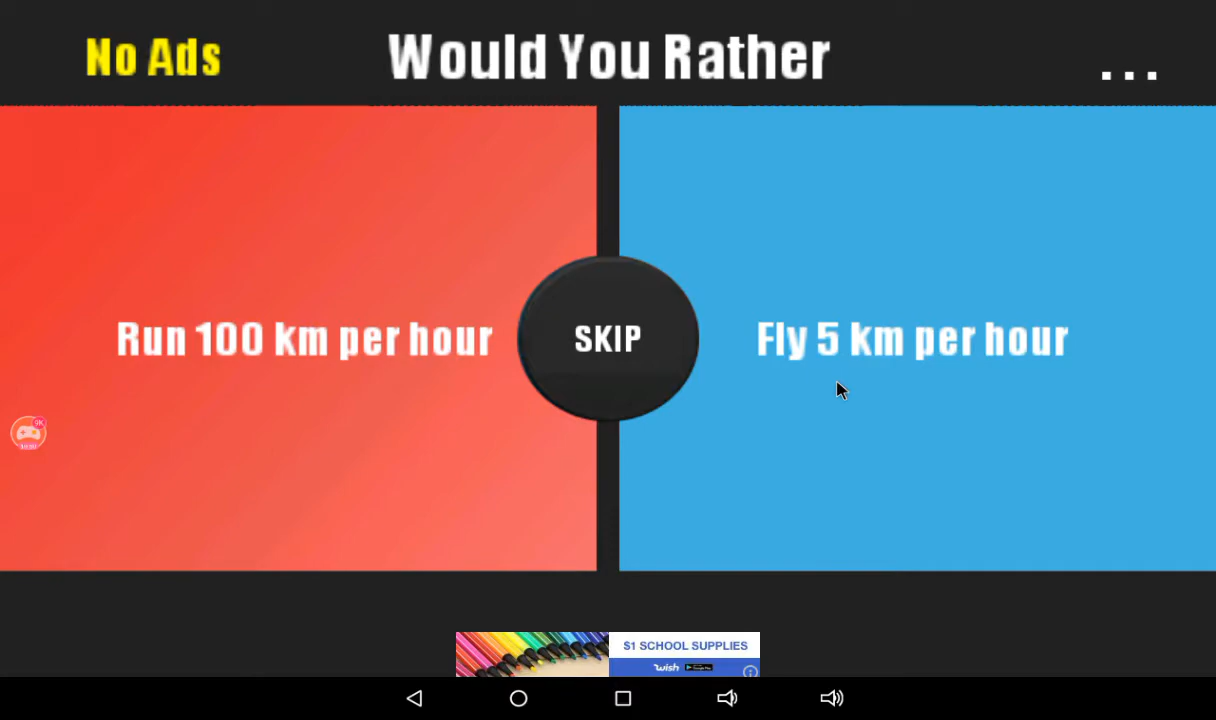 No Ads
Would You Rather
...
Run 100 km per hour
SKIP
Fly 5 km per hour
9K
$1 SCHOOL SUPPLIES
wish